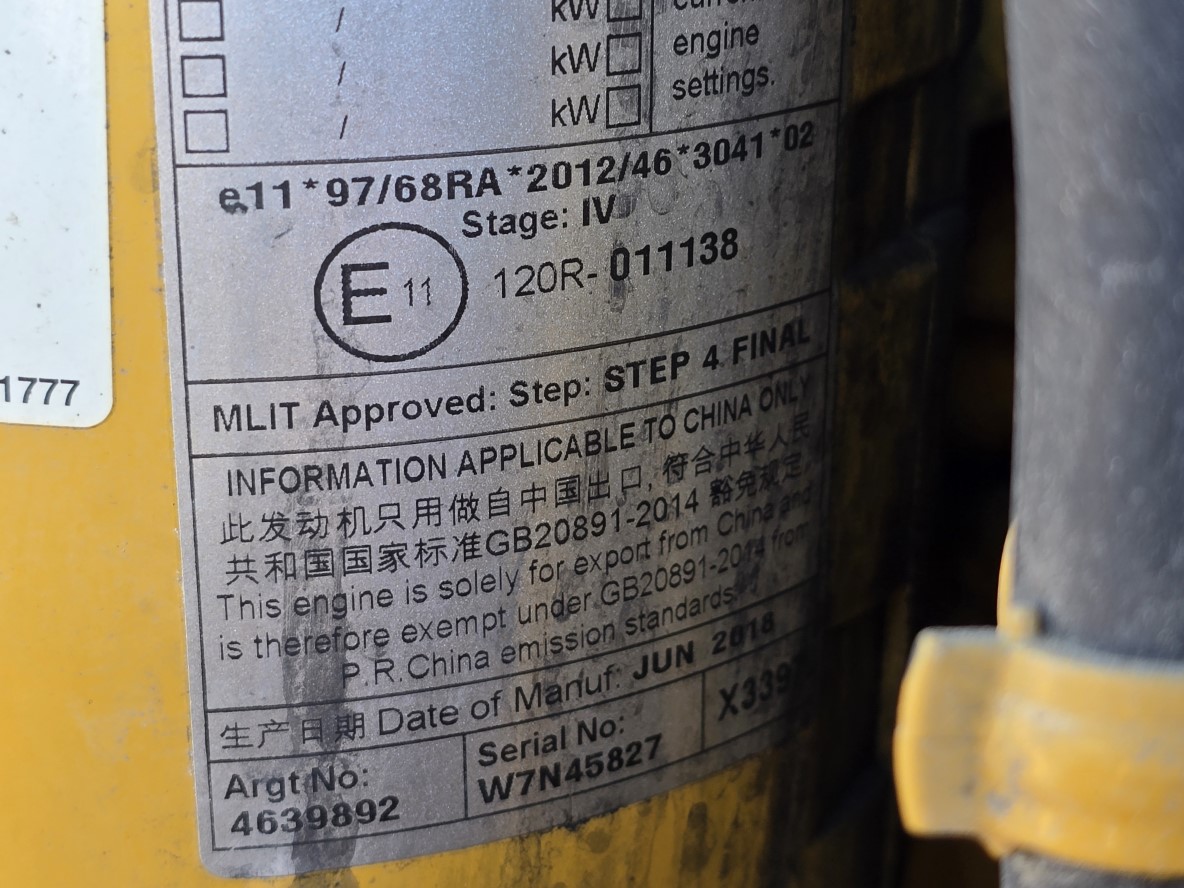 /
kW
/
kW
engine
/
kW
settings.
e11*97/68RA*2012/46*3041*02
Stage: IV
E 11
120R-011138
MLIT Approved: Step: STEP 4 FINAL
INFORMATION APPLICABLE TO CHINA ONLY
此发动机只用做自中国出口, 符合中华人民
共和国国家标准GB20891-2014 豁免规定.
This engine is solely for export from China and
is therefore exempt under GB20891-2014 from
P.R.China emission standards
生产日期 Date of Manuf: JUN 2018
Argt No:
4639892
Serial No:
W7N45827
X339
1777